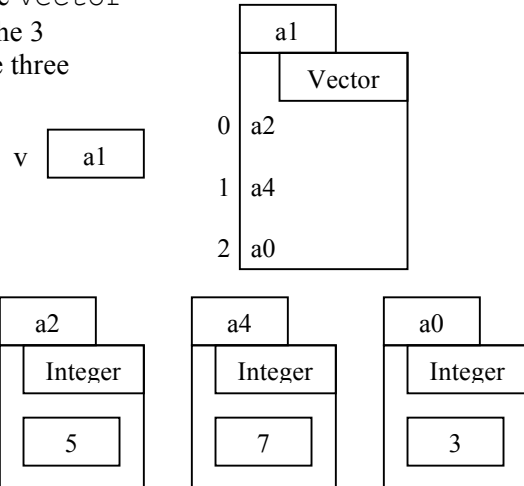 Vector
he 3
three
a1
Vector
0 a2
v a1
1 a4
2 a0
a2 a4 a0
Integer Integer Integer
5 7 3